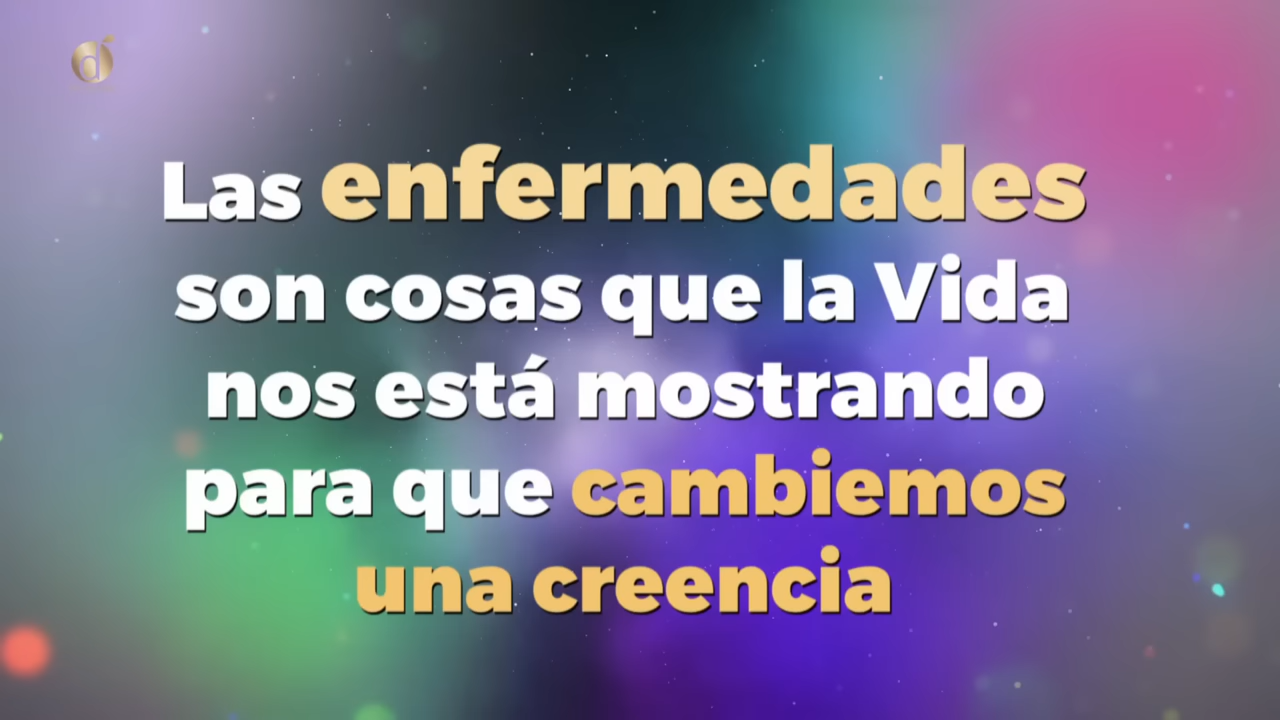 Las enfermedades
son cosas que la Vida
nos está mostrando
para que cambiemos
una creencia